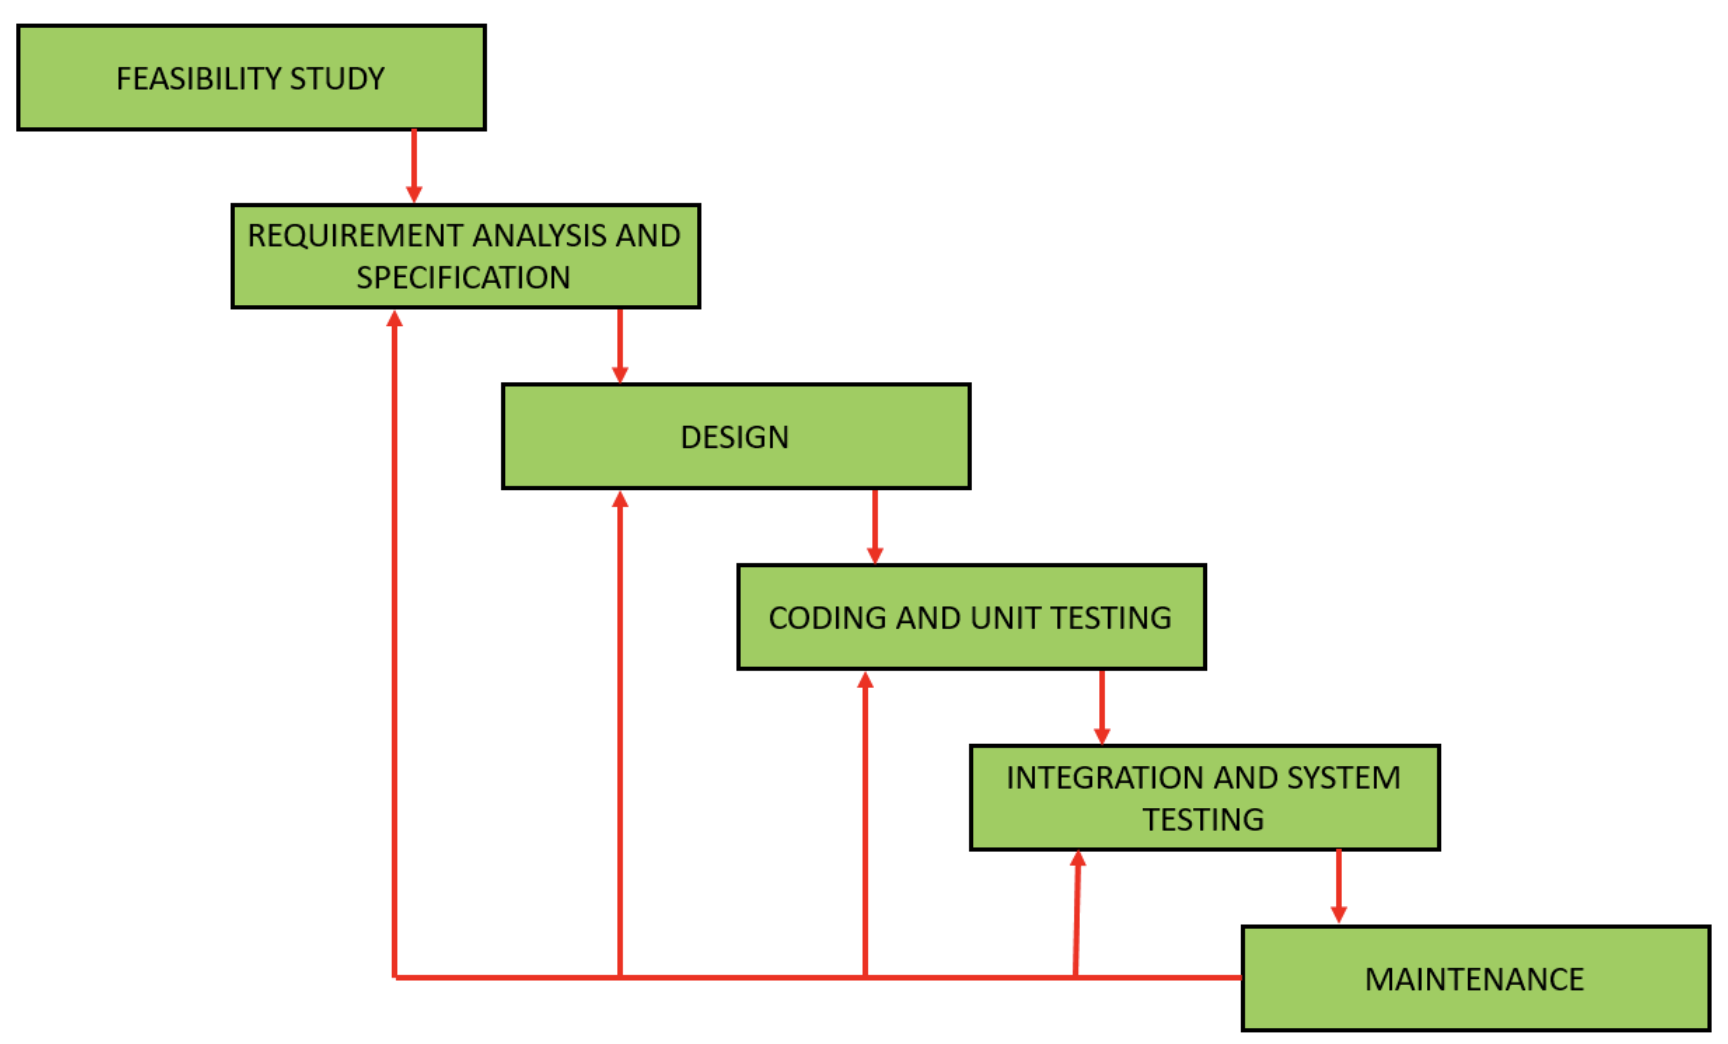 FEASIBILITY STUDY
REQUIREMENT ANALYSIS AND
SPECIFICATION
DESIGN
CODING AND UNIT TESTING
INTEGRATION AND SYSTEM
TESTING
MAINTENANCE